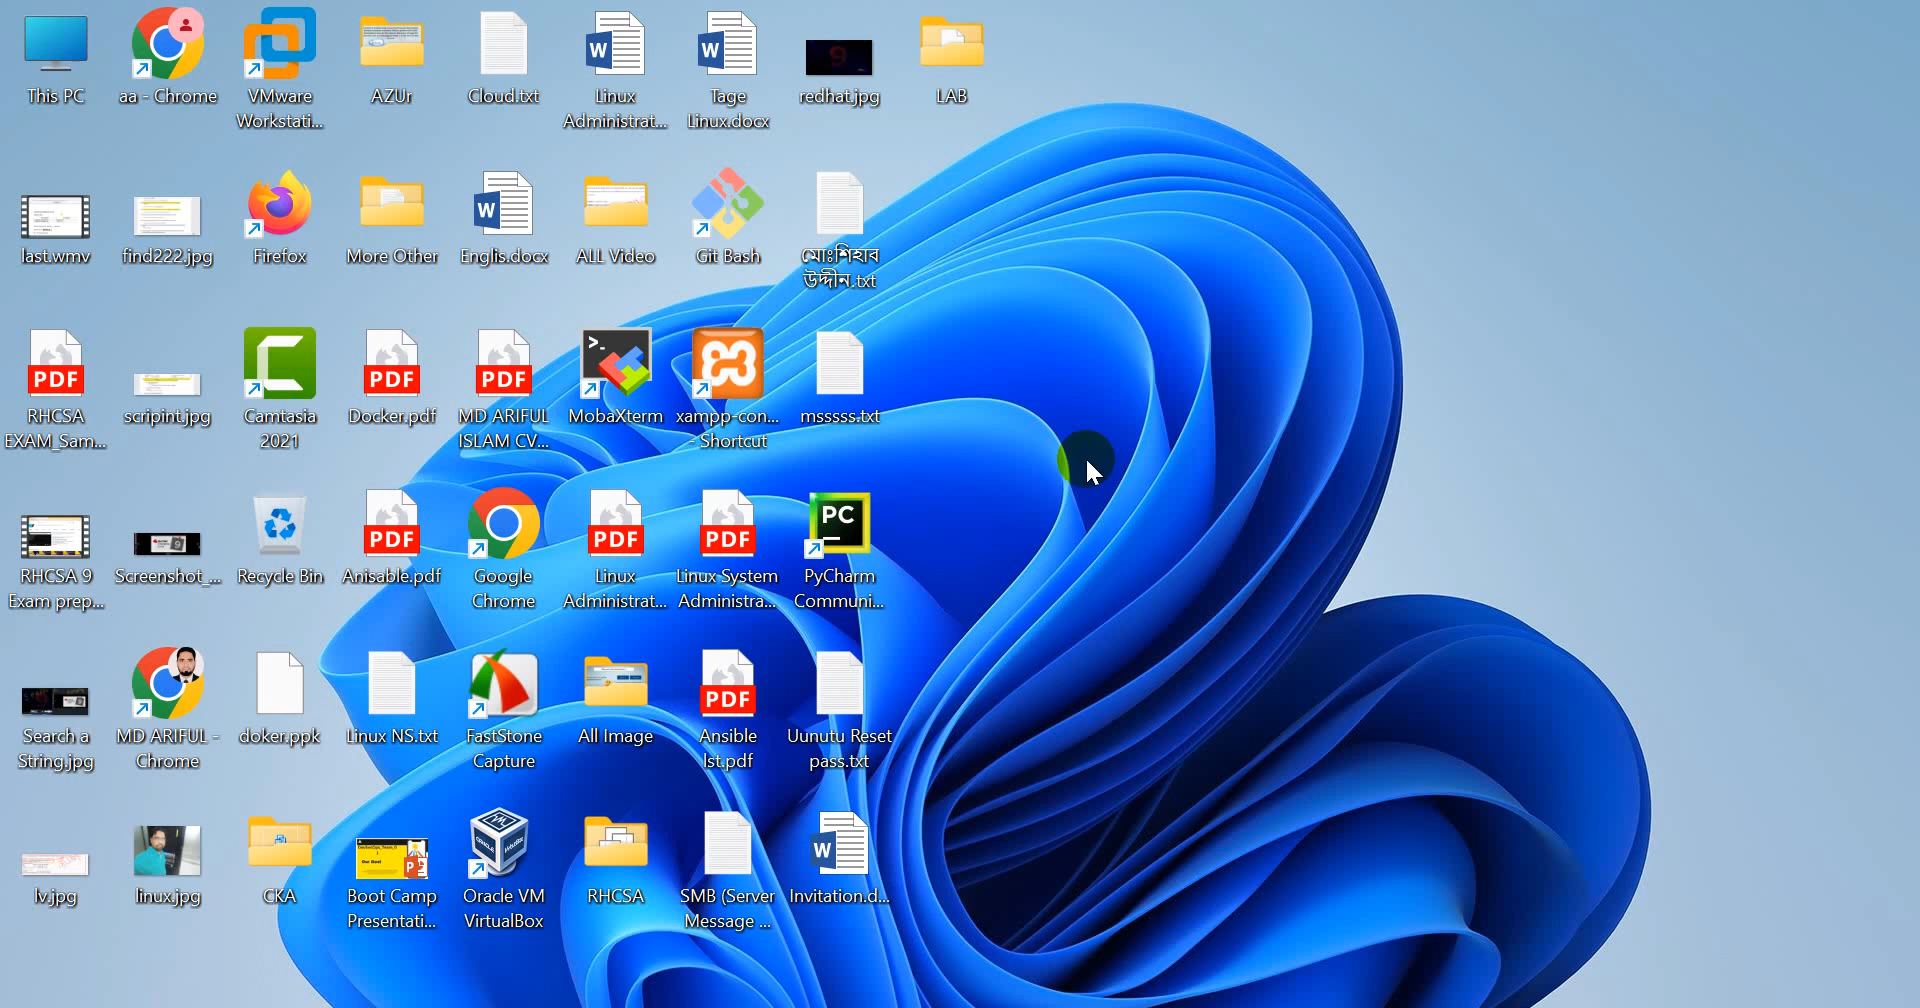 This PC
aa - Chrome
VMware
Workstati...
AZUr
Cloud.txt
Linux
Administrat...
Tage
Linux.docx
redhat.jpg
LAB
last.wmv
find222.jpg
Firefox
More Other
Englis.docx
ALL Video
Git Bash
মোঃশিহাব
উদ্দীন.txt
PDF
RHCSA
EXAM_Sam...
scripint.jpg
Camtasia
2021
PDF
Docker.pdf
PDF
MD ARIFUL
ISLAM CV...
MobaXterm
xampp-con...
- Shortcut
msssss.txt
RHCSA 9
Exam prep...
Screenshot_...
Recycle Bin
PDF
Anisable.pdf
Google
Chrome
PDF
Linux
Administrat...
PDF
Linux System
Administra...
PC
PyCharm
Communi...
Search a
String.jpg
MD ARIFUL -
Chrome
doker.ppk
Linux NS.txt
FastStone
Capture
All Image
PDF
Ansible
lst.pdf
Uunutu Reset
pass.txt
lv.jpg
linux.jpg
CKA
Our Goal
Boot Camp
Presentati...
Oracle VM
VirtualBox
RHCSA
SMB (Server
Message ...
Invitation.d...